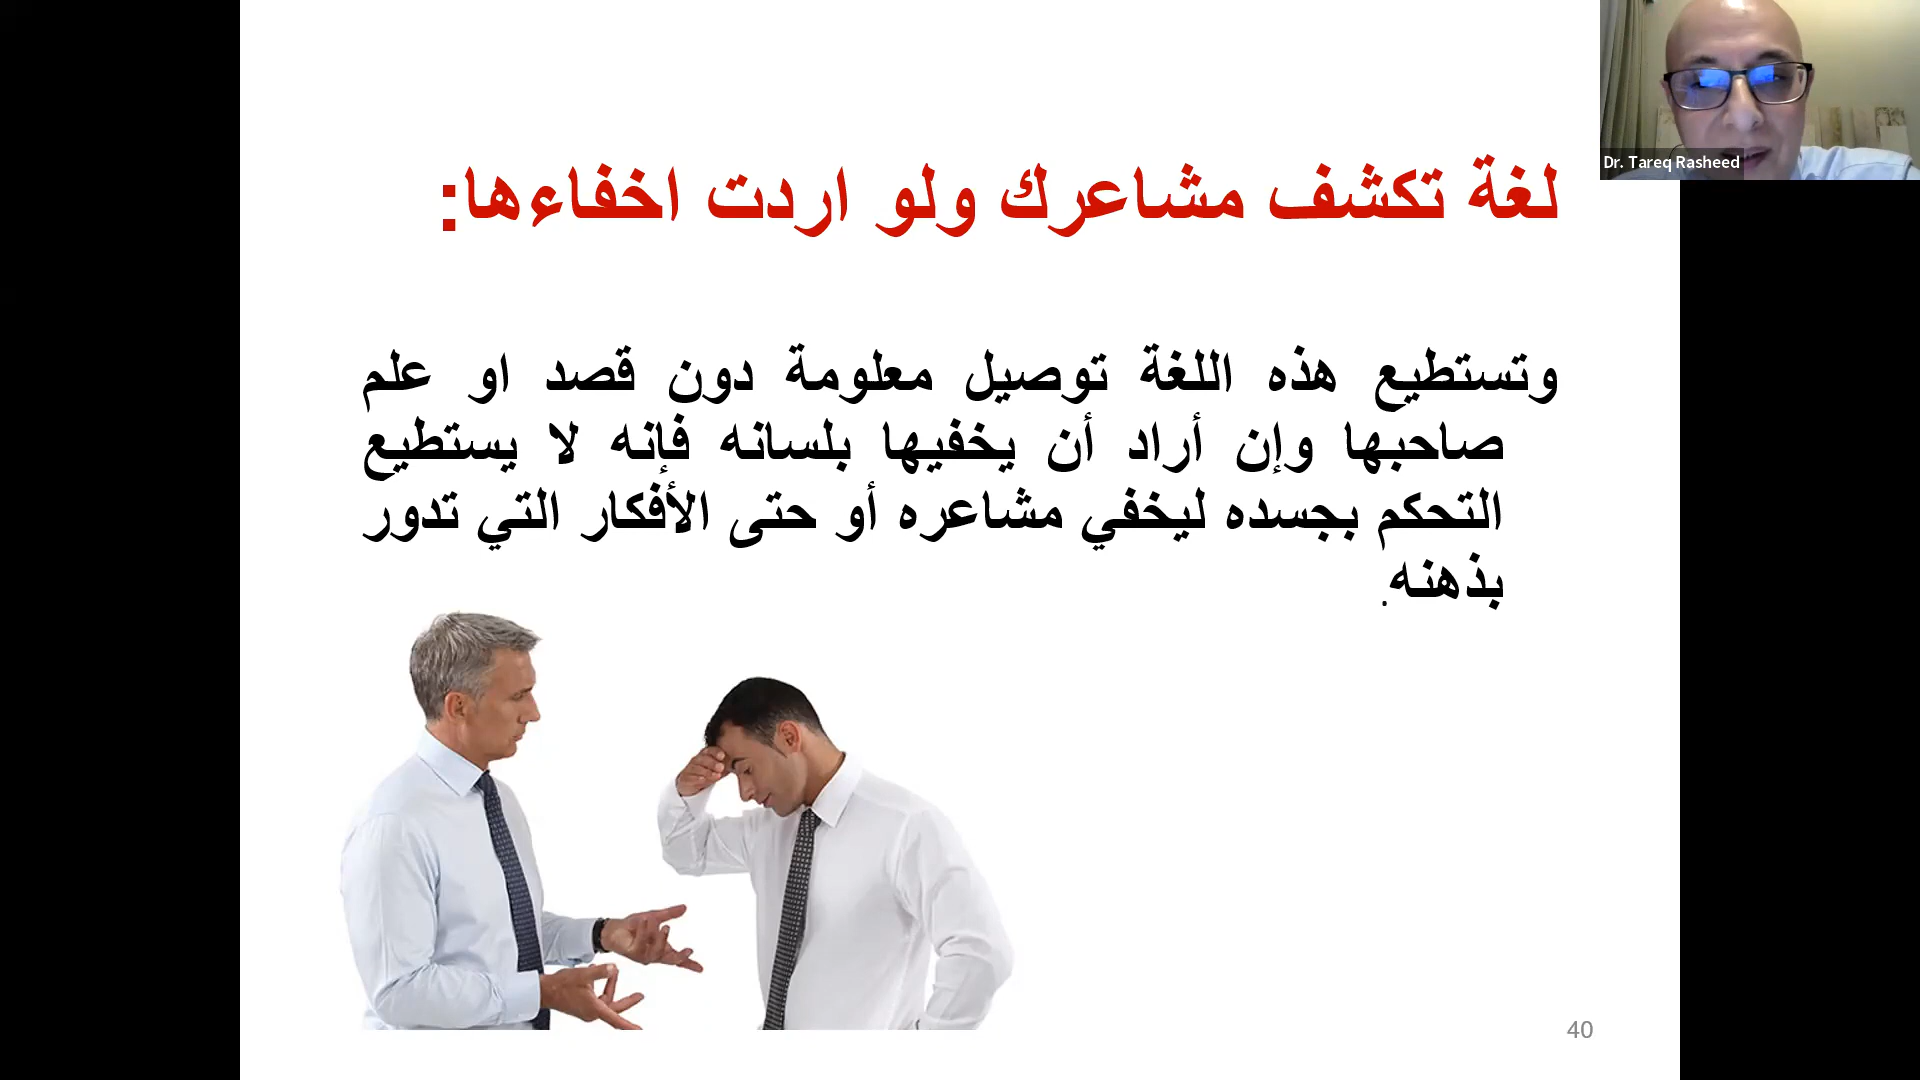 لغة تكشف مشاعرك ولو اردت اخفاءها:
وتستطيع هذه اللغة توصيل معلومة دون قصد او علم
صاحبها وإن أراد أن يخفيها بلسانه فإنه لا يستطيع
التحكم بجسده ليخفي مشاعره أو حتى الأفكار التي تدور
بذهنه.
Dr. Tareq Rasheed
40